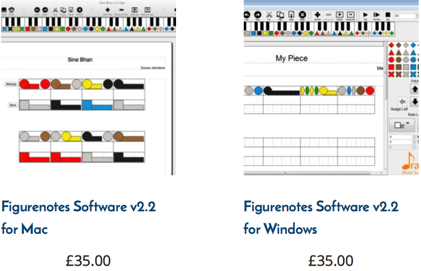 Sine Bhan
My Piece
Figurenotes Software v2.2
for Mac
£35.00
Figurenotes Software v2.2
for Windows
£35.00